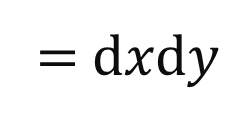 = dxdy